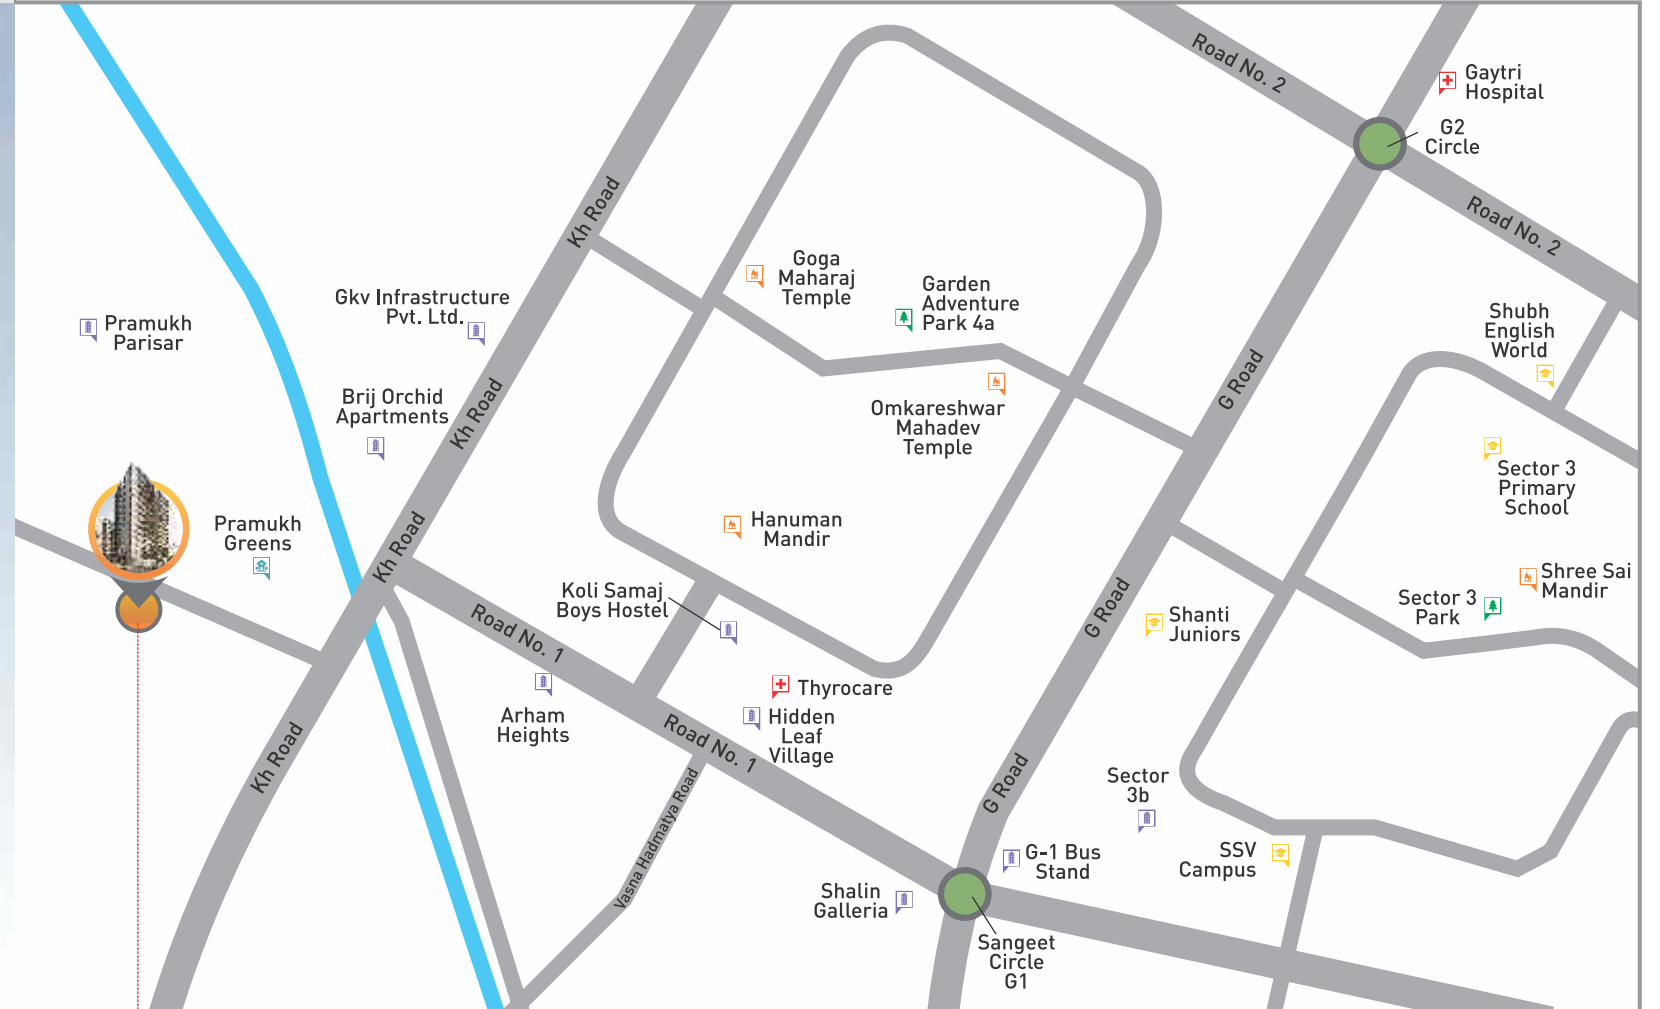 Road No. 2
Gaytri
Hospital
G2
Circle
Road No. 2
Kh Road
Goga
Maharaj
Temple
Garden
Adventure
Park 4a
Gkv Infrastructure
Pvt. Ltd.
Pramukh
Parisar
Shubh
English
World
G Road
Brij Orchid
Apartments
Kh Road
Omkareshwar
Mahadev
Temple
Sector 3
Primary
School
Pramukh
Greens
Hanuman
Mandir
Kh Road
Koli Samaj
Boys Hostel
Shree Sai
Mandir
Sector 3
Park
G Road
Shanti
Juniors
Road No. 1
Thyrocare
Arham
Heights
Hidden
Leaf
Village
Road No. 1
Kh Road
G Road
Sector
3b
Vasna Hadmatya Road
G-1 Bus
Stand
SSV
Campus
Shalin
Galleria
Sangeet
Circle
G1